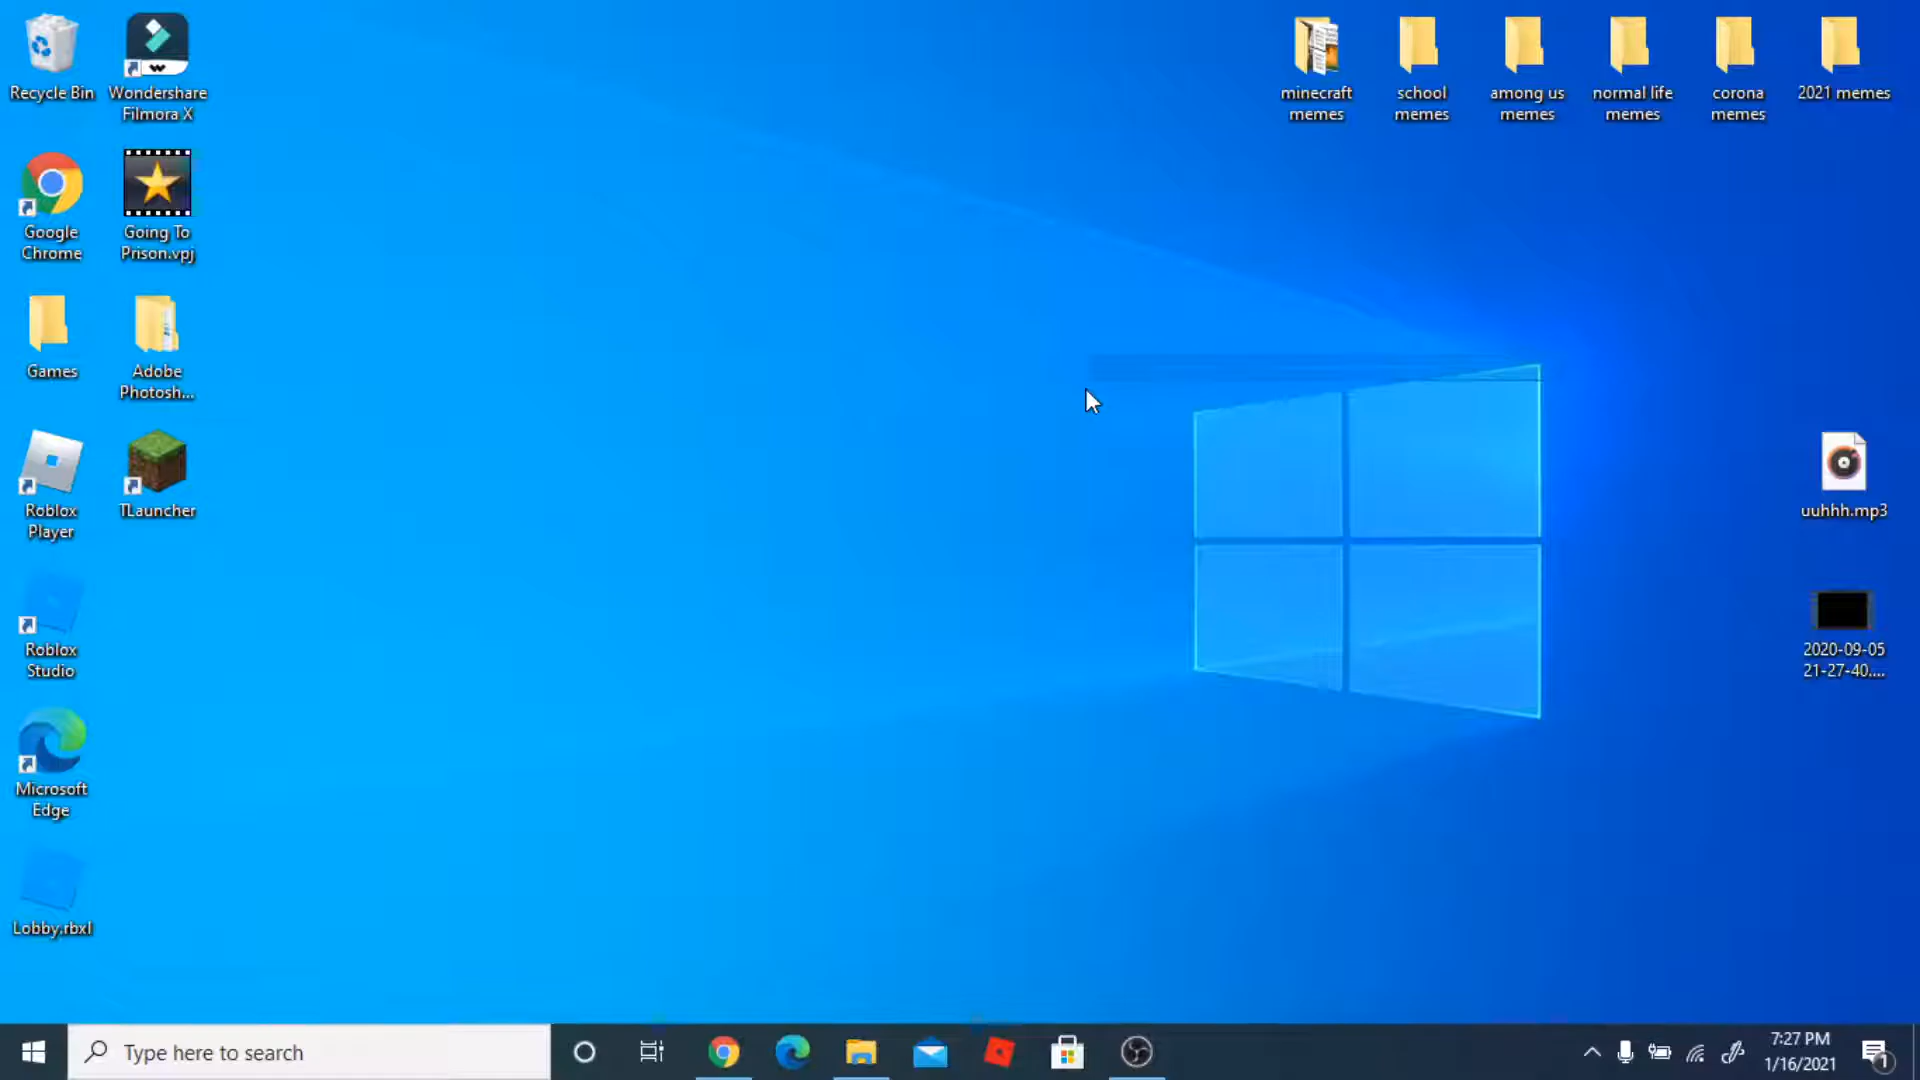 Recycle Bin
Wondershare
Filmora X
minecraft
memes
school
memes
among us
memes
normal life
memes
corona
memes
2021 memes
Google
Chrome
Going To
Prison.vpj
Games
Adobe
Photosh...
Roblox
Player
TLauncher
uuhhh.mp3
Roblox
Studio
2020-09-05
21-27-40....
Microsoft
Edge
Lobby.rbxl
Type here to search
7:27 PM
1/16/2021
1